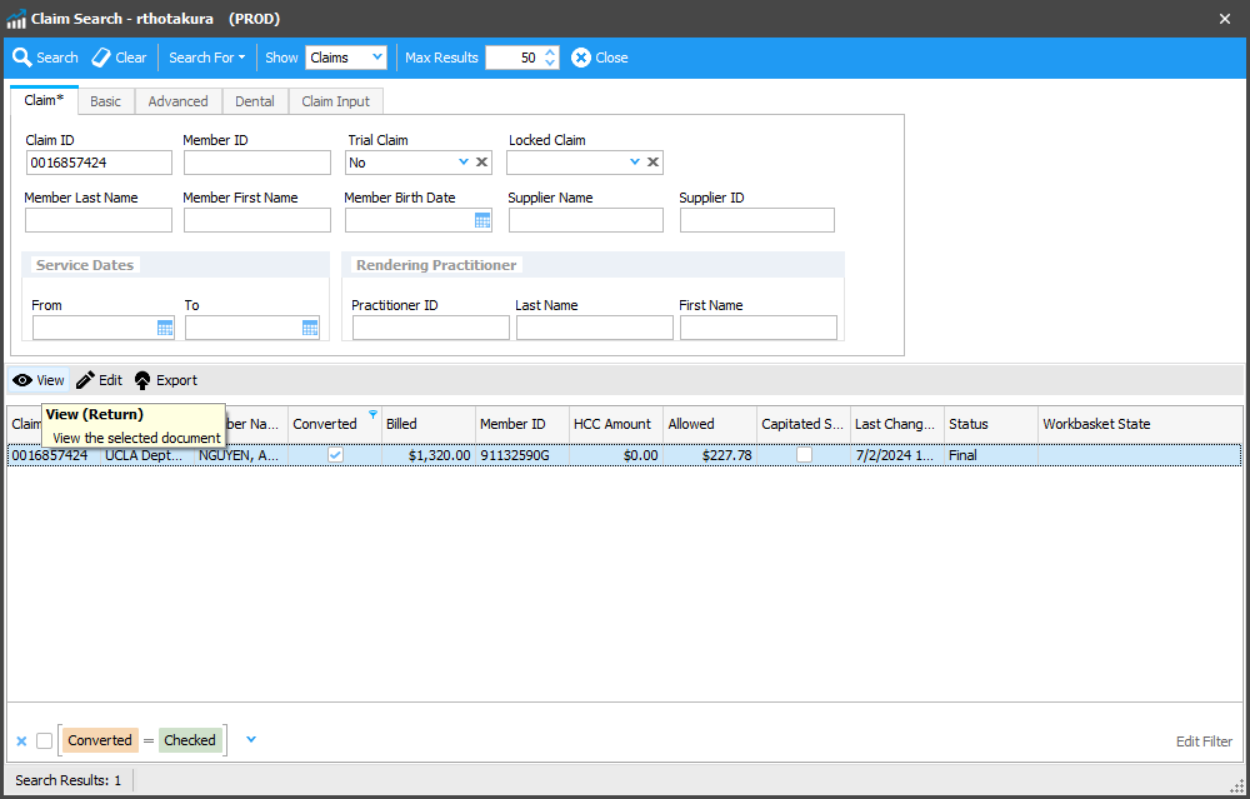 Claim Search - rthotakura (PROD)
Search Clear Search For Show Claims Max Results 50 Close
Claim* Basic Advanced Dental Claim Input
Claim ID Member ID Trial Claim Locked Claim
0016857424 No
Member Last Name Member First Name Member Birth Date Supplier Name Supplier ID
Service Dates Rendering Practitioner
From To Practitioner ID Last Name First Name
View Edit Export
View (Return)
View the selected document
Claim ber Na... Converted Billed Member ID HCC Amount Allowed Capitated S... Last Chang... Status Workbasket State
0016857424 UCLA Dept... NGUYEN, A... $1,320.00 91132590G $0.00 $227.78 7/2/2024 1... Final
Converted = Checked Edit Filter
Search Results: 1